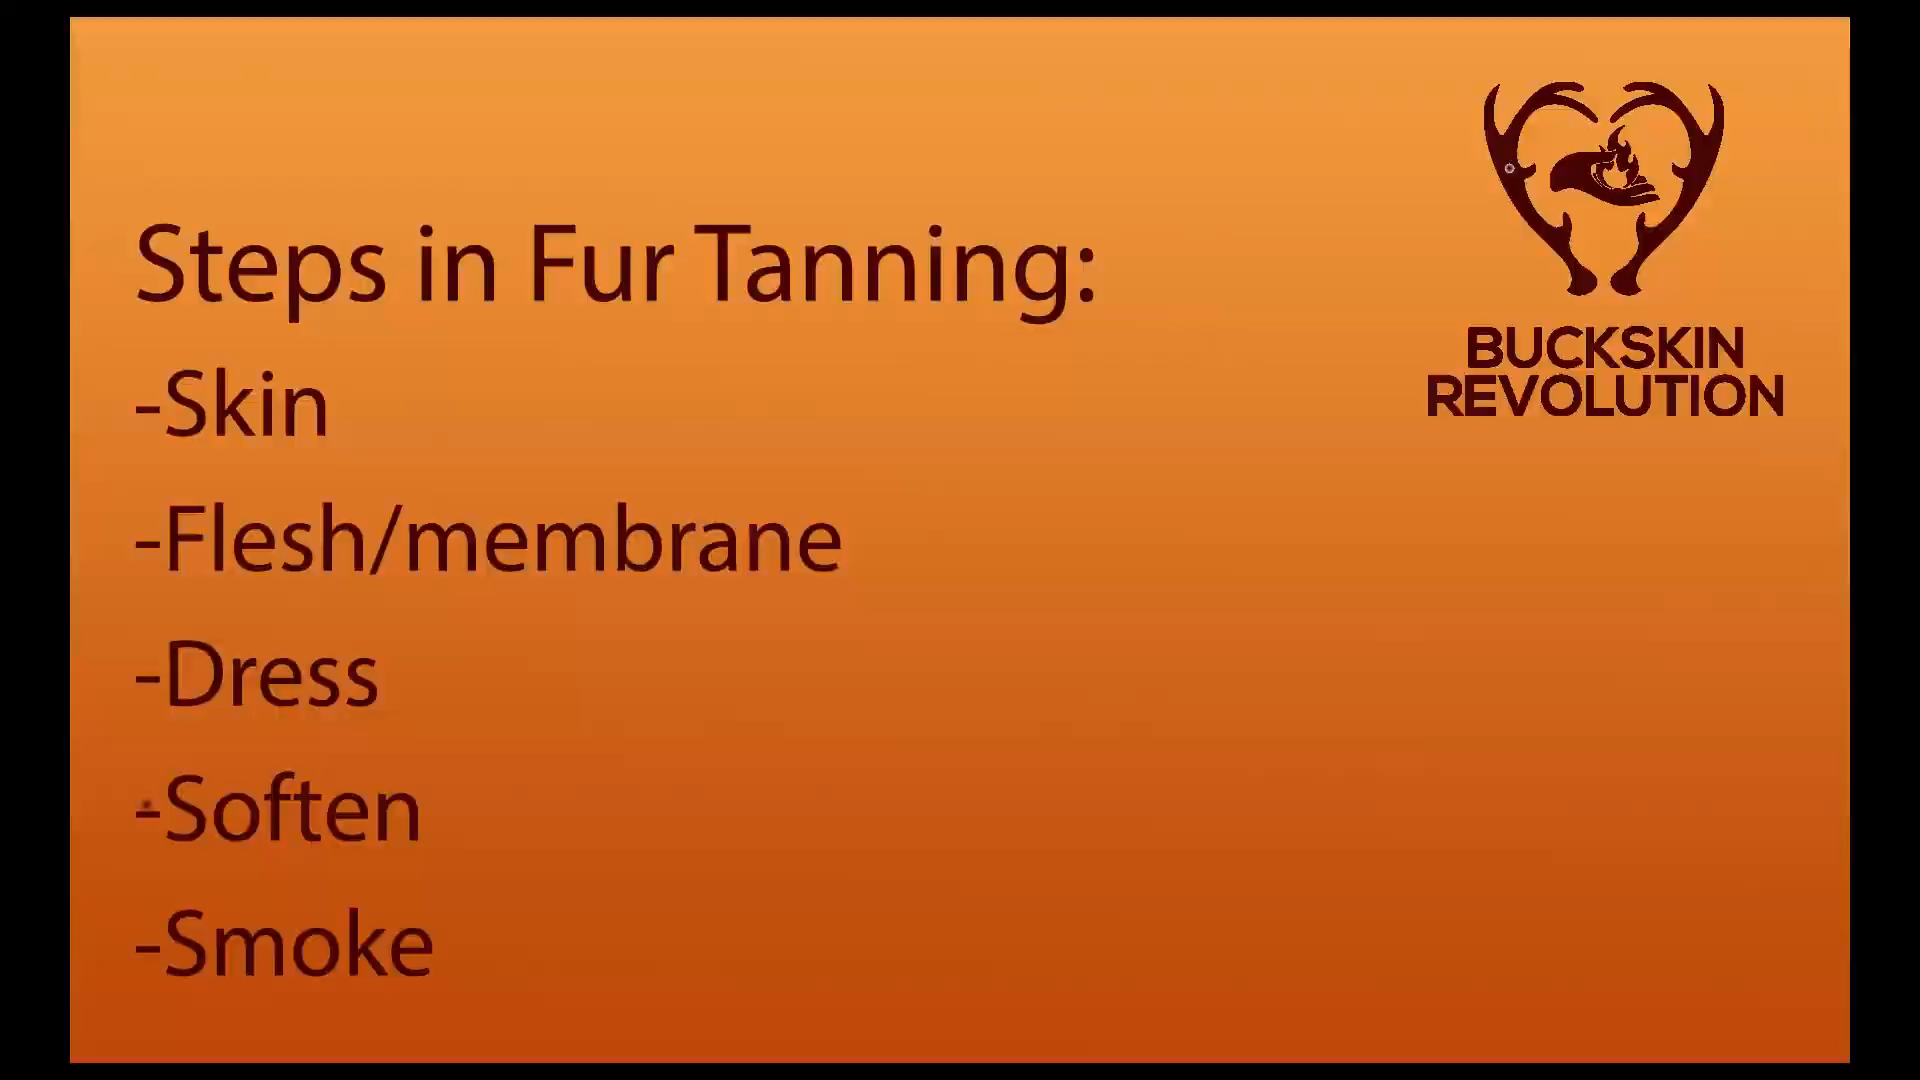 Steps in Fur Tanning:
-Skin
-Flesh/membrane
-Dress
-Soften
-Smoke
BUCKSKIN
REVOLUTION